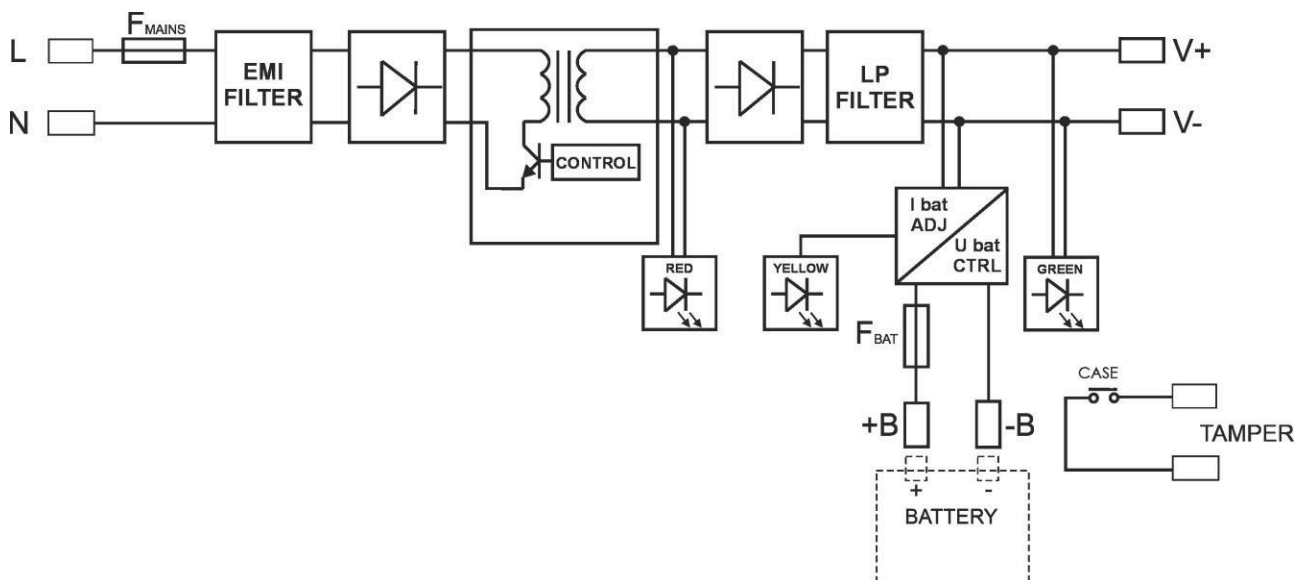 L
F MAINS
EMI
FILTER
LP
FILTER
V+
N
V-
CONTROL
I bat
ADJ
U bat
CTRL
RED
YELLOW
GREEN
F BAT
CASE
+B
-B
TAMPER
+
-
BATTERY